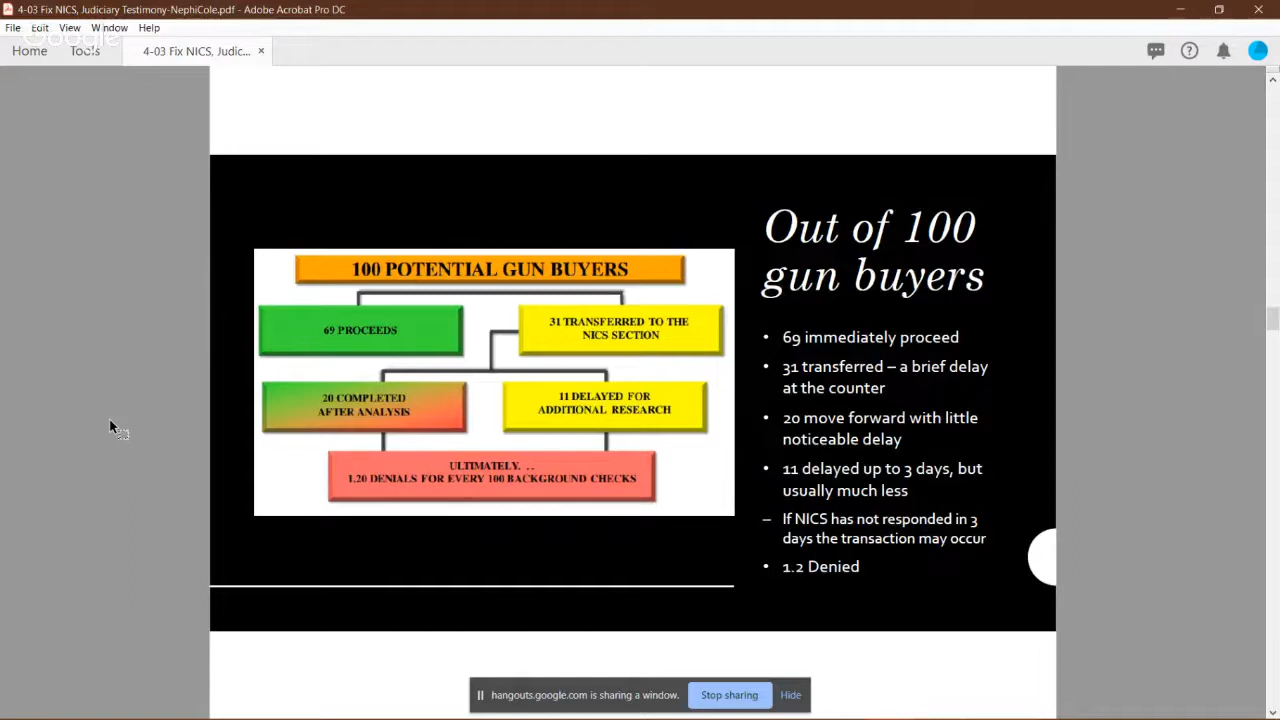 4-03 Fix NICS, Judiciary Testimony-NephiCole.pdf - Adobe Acrobat Pro DC
File Edit View Window Help
Google
Home Tools 4-03 Fix NICS, Judic... ×
100 POTENTIAL GUN BUYERS
69 PROCEEDS
31 TRANSFERRED TO THE
NICS SECTION
20 COMPLETED
AFTER ANALYSIS
11 DELAYED FOR
ADDITIONAL RESEARCH
ULTIMATELY. . .
1.20 DENIALS FOR EVERY 100 BACKGROUND CHECKS
Out of 100
gun buyers
• 69 immediately proceed
• 31 transferred – a brief delay
at the counter
• 20 move forward with little
noticeable delay
• 11 delayed up to 3 days, but
usually much less
– If NICS has not responded in 3
days the transaction may occur
• 1.2 Denied
hangouts.google.com is sharing a window. Stop sharing Hide